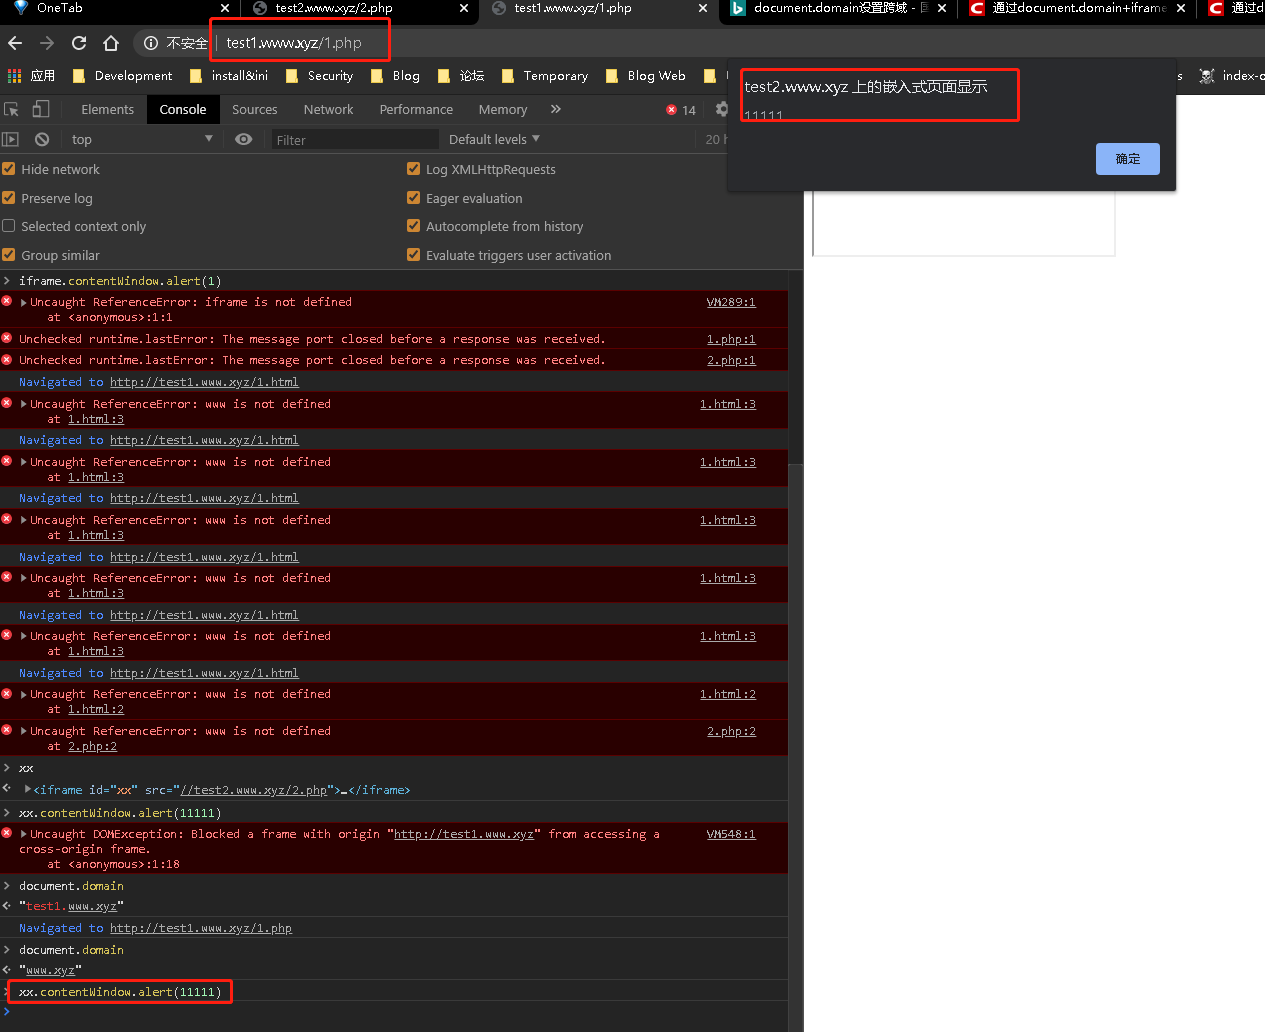 OneTab
test2.www.xyz/2.php
test1.www.xyz/1.php
document.domain设置跨域 -
通过document.domain+iframe
通过d
不安全 | test1.www.xyz/1.php
应用
Development
install&ini
Security
Blog
论坛
Temporary
Blog Web
index-c
Elements
Console
Sources
Network
Performance
Memory
»
14
top
Filter
Default levels
20 h
Hide network
Log XMLHttpRequests
Preserve log
Eager evaluation
Selected context only
Autocomplete from history
Group similar
Evaluate triggers user activation
test2.www.xyz 上的嵌入式页面显示
11111
确定
> iframe.contentWindow.alert(1)
Uncaught ReferenceError: iframe is not defined VM289:1
at <anonymous>:1:1
Unchecked runtime.lastError: The message port closed before a response was received. 1.php:1
Unchecked runtime.lastError: The message port closed before a response was received. 2.php:1
Navigated to http://test1.www.xyz/1.html
Uncaught ReferenceError: www is not defined 1.html:3
at 1.html:3
Navigated to http://test1.www.xyz/1.html
Uncaught ReferenceError: www is not defined 1.html:3
at 1.html:3
Navigated to http://test1.www.xyz/1.html
Uncaught ReferenceError: www is not defined 1.html:3
at 1.html:3
Navigated to http://test1.www.xyz/1.html
Uncaught ReferenceError: www is not defined 1.html:3
at 1.html:3
Navigated to http://test1.www.xyz/1.html
Uncaught ReferenceError: www is not defined 1.html:3
at 1.html:3
Navigated to http://test1.www.xyz/1.html
Uncaught ReferenceError: www is not defined 1.html:2
at 1.html:2
Uncaught ReferenceError: www is not defined 2.php:2
at 2.php:2
> xx
<iframe id="xx" src="//test2.www.xyz/2.php">…</iframe>
> xx.contentWindow.alert(11111)
Uncaught DOMException: Blocked a frame with origin "http://test1.www.xyz" from accessing a VM548:1
cross-origin frame.
at <anonymous>:1:18
> document.domain
"test1.www.xyz"
Navigated to http://test1.www.xyz/1.php
> document.domain
"www.xyz"
> xx.contentWindow.alert(11111)
>